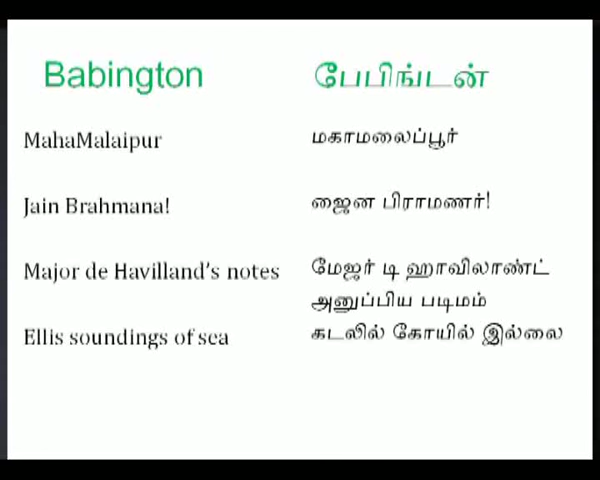 Babington
பேபிங்டன்
MahaMalaipur
மகாமலைப்பூர்
Jain Brahmana!
ஜைன பிராமணர்!
Major de Havilland's notes
மேஜர் டி ஹாவிலாண்ட்
அனுப்பிய படிமம்
Ellis soundings of sea
கடலில் கோயில் இல்லை